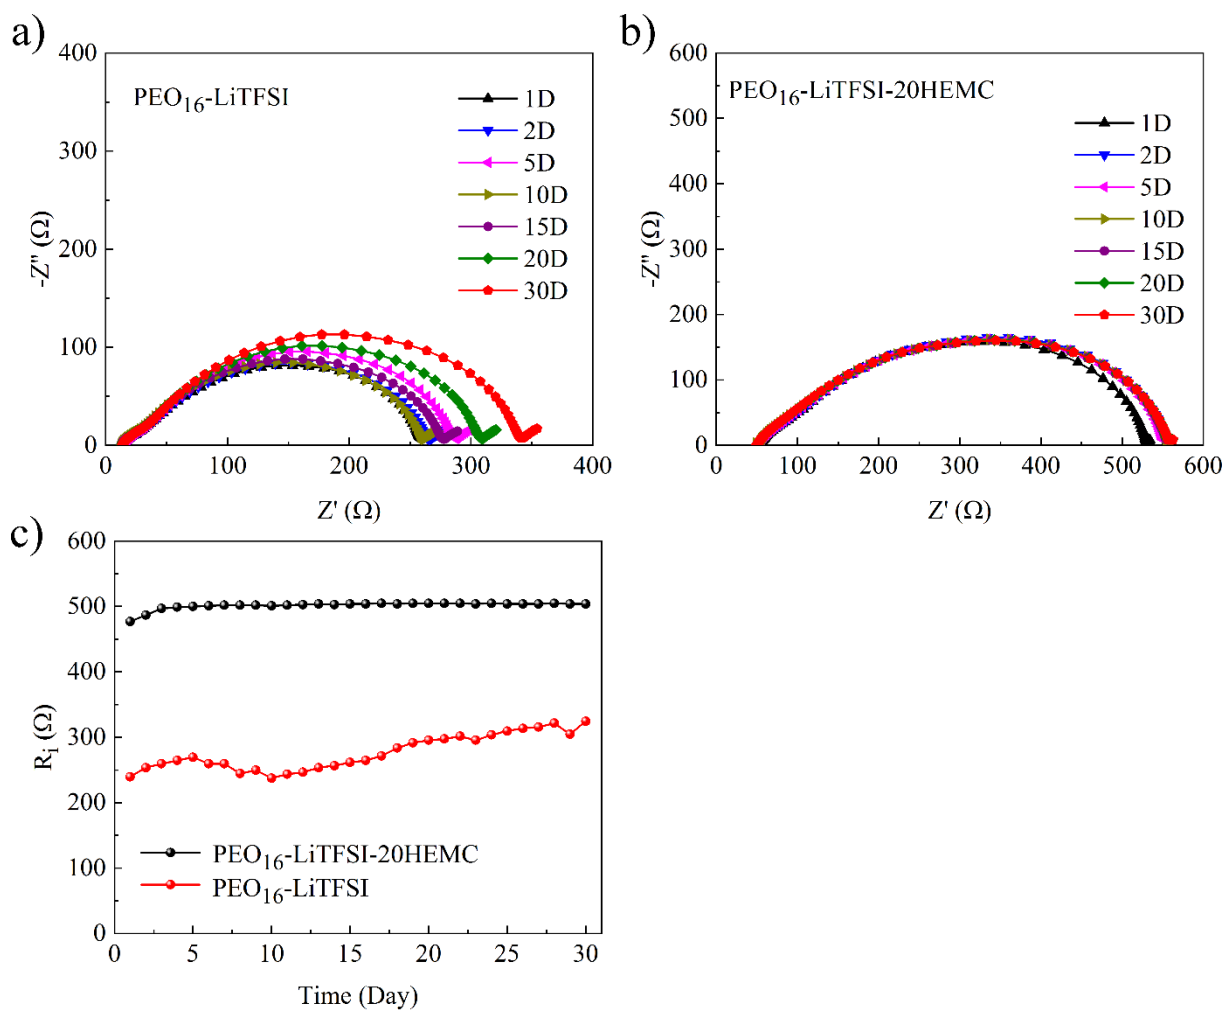 a)
400
300
200
100
0
0 100 200 300 400
-Z" (Ω)
Z' (Ω)
PEO₁₆-LiTFSI
1D
2D
5D
10D
15D
20D
30D
b)
600
500
400
300
200
100
0
0 100 200 300 400 500 600
-Z" (Ω)
Z' (Ω)
PEO₁₆-LiTFSI-20HEMC
1D
2D
5D
10D
15D
20D
30D
c)
600
500
400
300
200
100
0
0 5 10 15 20 25 30
Rᵢ (Ω)
Time (Day)
PEO₁₆-LiTFSI-20HEMC
PEO₁₆-LiTFSI